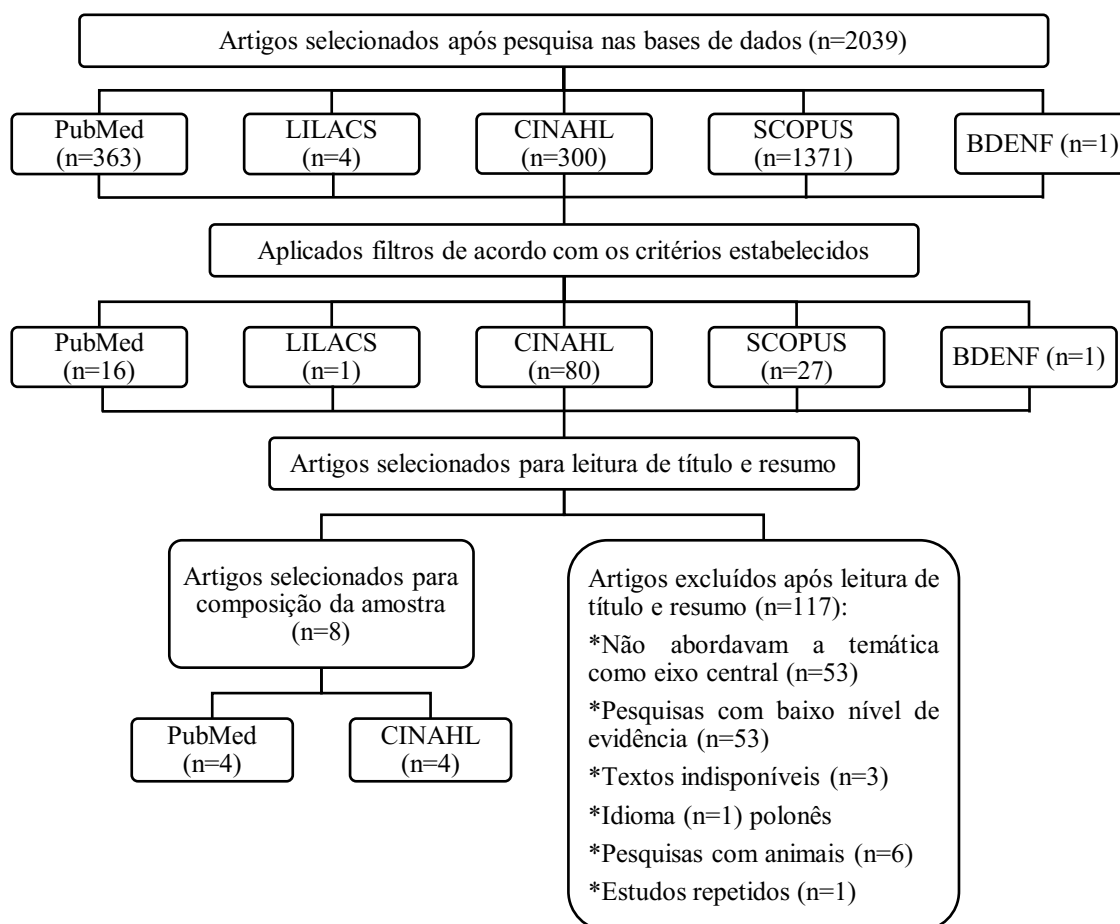 Artigos selecionados após pesquisa nas bases de dados (n=2039)
PubMed
(n=363)
LILACS
(n=4)
CINAHL
(n=300)
SCOPUS
(n=1371)
BDENF (n=1)
Aplicados filtros de acordo com os critérios estabelecidos
PubMed
(n=16)
LILACS
(n=1)
CINAHL
(n=80)
SCOPUS
(n=27)
BDENF (n=1)
Artigos selecionados para leitura de título e resumo
Artigos selecionados para
composição da amostra
(n=8)
PubMed
(n=4)
CINAHL
(n=4)
Artigos excluídos após leitura de
título e resumo (n=117):
*Não abordavam a temática
como eixo central (n=53)
*Pesquisas com baixo nível de
evidência (n=53)
*Textos indisponíveis (n=3)
*Idioma (n=1) polonês
*Pesquisas com animais (n=6)
*Estudos repetidos (n=1)